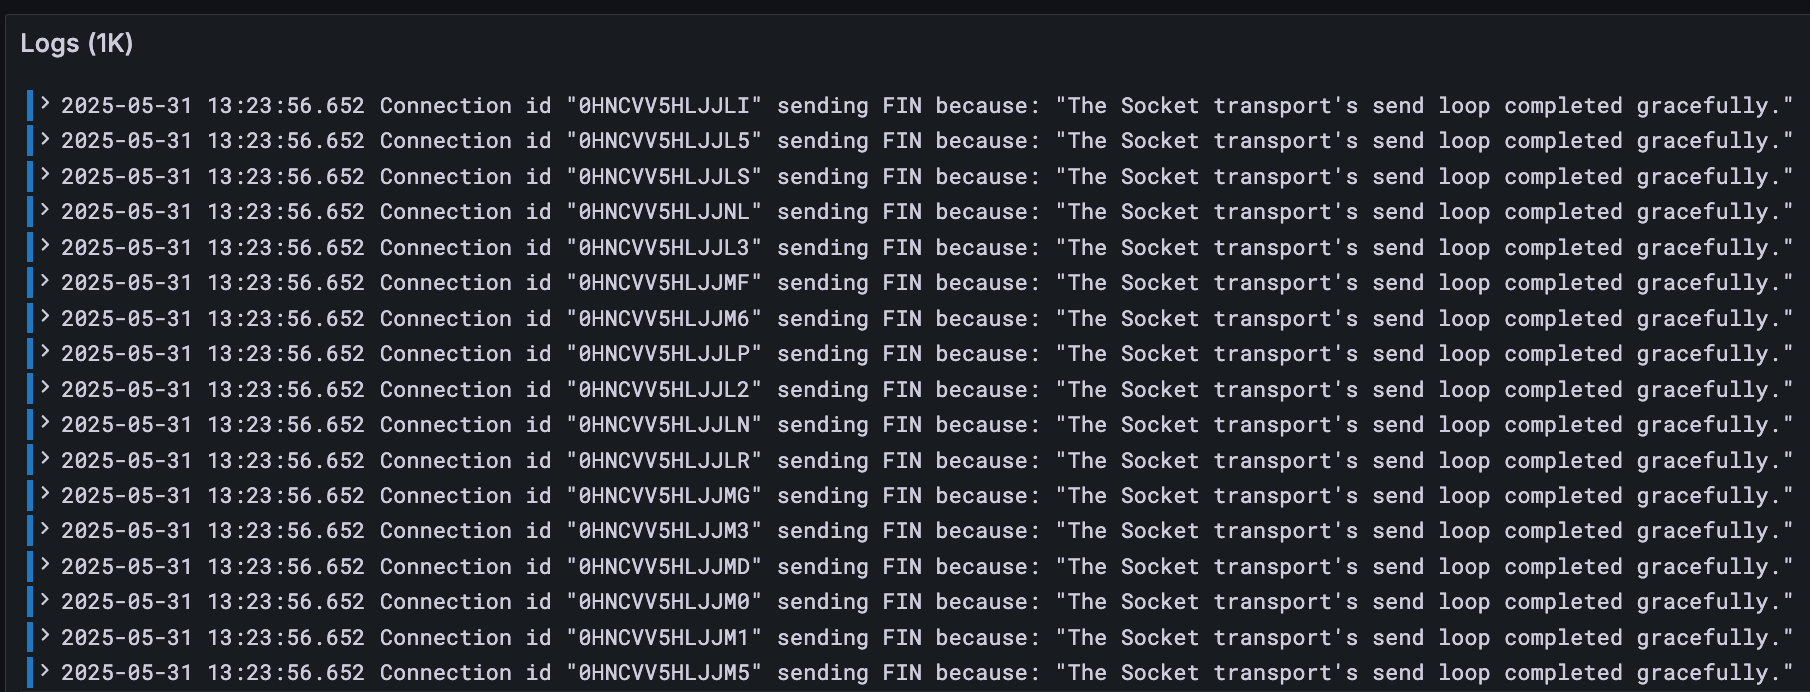 Logs (1K)
2025-05-31 13:23:56.652 Connection id "0HNCVV5HLJJLI" sending FIN because: "The Socket transport's send loop completed gracefully."
2025-05-31 13:23:56.652 Connection id "0HNCVV5HLJJL5" sending FIN because: "The Socket transport's send loop completed gracefully."
2025-05-31 13:23:56.652 Connection id "0HNCVV5HLJJLS" sending FIN because: "The Socket transport's send loop completed gracefully."
2025-05-31 13:23:56.652 Connection id "0HNCVV5HLJJNL" sending FIN because: "The Socket transport's send loop completed gracefully."
2025-05-31 13:23:56.652 Connection id "0HNCVV5HLJJL3" sending FIN because: "The Socket transport's send loop completed gracefully."
2025-05-31 13:23:56.652 Connection id "0HNCVV5HLJJMF" sending FIN because: "The Socket transport's send loop completed gracefully."
2025-05-31 13:23:56.652 Connection id "0HNCVV5HLJJM6" sending FIN because: "The Socket transport's send loop completed gracefully."
2025-05-31 13:23:56.652 Connection id "0HNCVV5HLJJLP" sending FIN because: "The Socket transport's send loop completed gracefully."
2025-05-31 13:23:56.652 Connection id "0HNCVV5HLJJL2" sending FIN because: "The Socket transport's send loop completed gracefully."
2025-05-31 13:23:56.652 Connection id "0HNCVV5HLJJLN" sending FIN because: "The Socket transport's send loop completed gracefully."
2025-05-31 13:23:56.652 Connection id "0HNCVV5HLJJLR" sending FIN because: "The Socket transport's send loop completed gracefully."
2025-05-31 13:23:56.652 Connection id "0HNCVV5HLJJMG" sending FIN because: "The Socket transport's send loop completed gracefully."
2025-05-31 13:23:56.652 Connection id "0HNCVV5HLJJM3" sending FIN because: "The Socket transport's send loop completed gracefully."
2025-05-31 13:23:56.652 Connection id "0HNCVV5HLJJMD" sending FIN because: "The Socket transport's send loop completed gracefully."
2025-05-31 13:23:56.652 Connection id "0HNCVV5HLJJM0" sending FIN because: "The Socket transport's send loop completed gracefully."
2025-05-31 13:23:56.652 Connection id "0HNCVV5HLJJM1" sending FIN because: "The Socket transport's send loop completed gracefully."
2025-05-31 13:23:56.652 Connection id "0HNCVV5HLJJM5" sending FIN because: "The Socket transport's send loop completed gracefully."